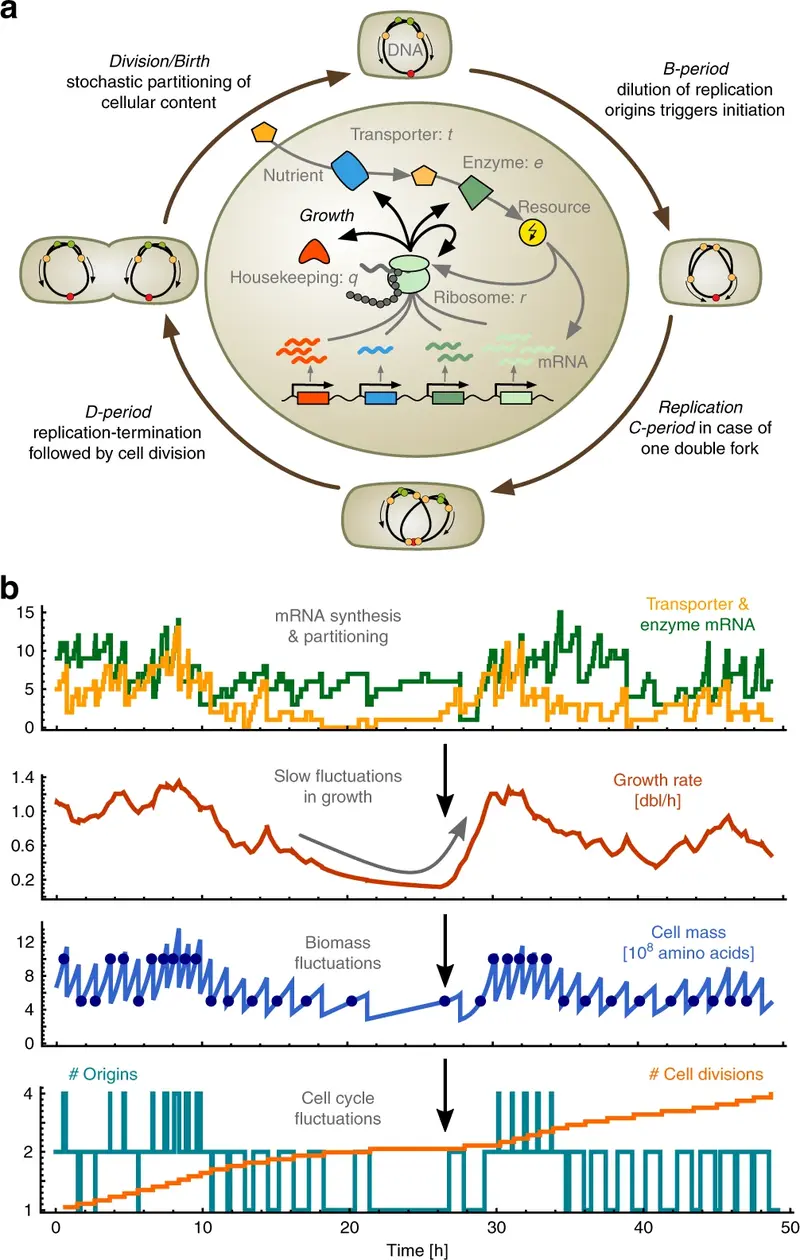 a
DNA
Division/Birth
stochastic partitioning of
cellular content
B-period
dilution of replication
origins triggers initiation
Transporter: t
Enzyme: e
Nutrient
Resource
Growth
Housekeeping: q
Ribosome: r
mRNA
D-period
replication-termination
followed by cell division
Replication
C-period in case of
one double fork
b
15
10
5
0
mRNA synthesis
& partitioning
Transporter &
enzyme mRNA
1.4
1.0
0.6
0.2
Slow fluctuations
in growth
Growth rate
[dbl/h]
12
8
4
0
Biomass
fluctuations
Cell mass
[10⁸ amino acids]
# Origins
Cell cycle
fluctuations
# Cell divisions
4
2
1
0
10
20
30
40
50
Time [h]